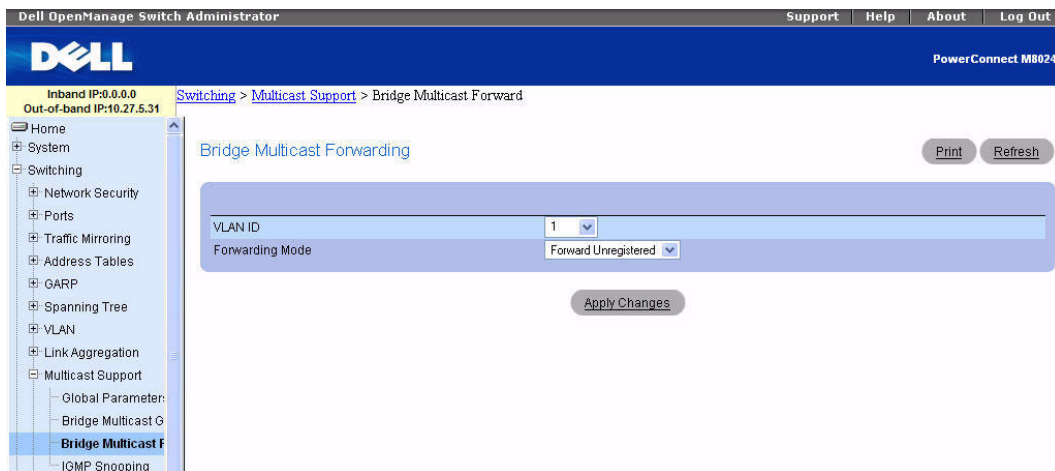 Dell OpenManage Switch Administrator
Support Help About Log Out
DELL
PowerConnect M8024
Inband IP:0.0.0.0
Out-of-band IP:10.27.5.31
Switching > Multicast Support > Bridge Multicast Forward
Home
System
Switching
Network Security
Ports
Traffic Mirroring
Address Tables
GARP
Spanning Tree
VLAN
Link Aggregation
Multicast Support
Global Parameter
Bridge Multicast G
Bridge Multicast F
IGMP Snooping
Bridge Multicast Forwarding
Print Refresh
VLAN ID 1
Forwarding Mode Forward Unregistered
Apply Changes